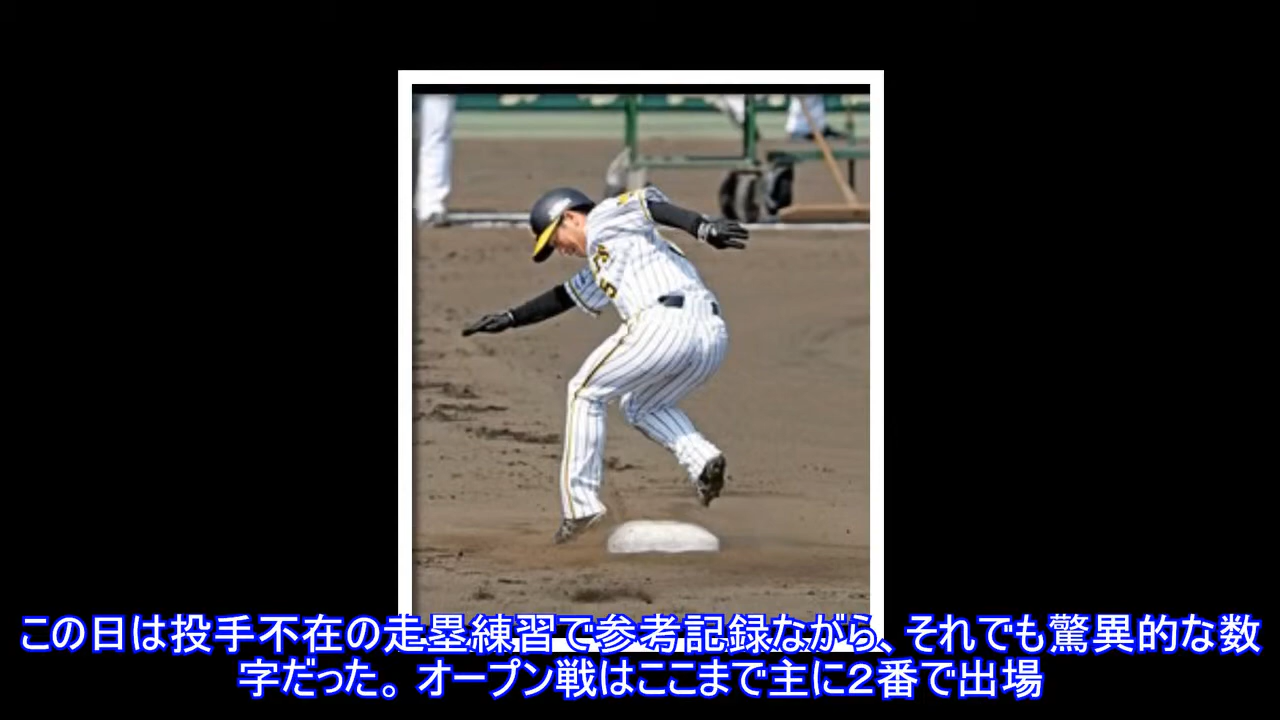 この日は投手不在の走塁練習で参考記録ながら、それでも驚異的な数
字だった。オープン戦はここまで主に２番で出場